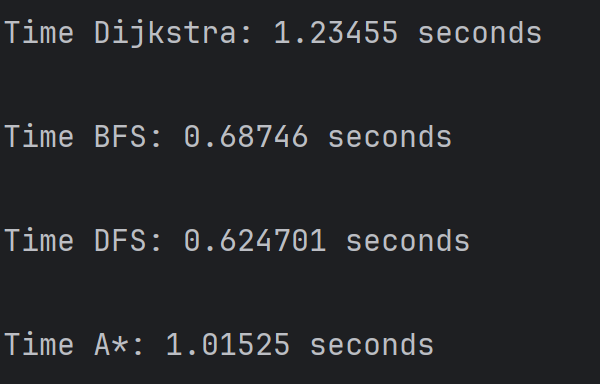 Time Dijkstra: 1.23455 seconds
Time BFS: 0.68746 seconds
Time DFS: 0.624701 seconds
Time A*: 1.01525 seconds